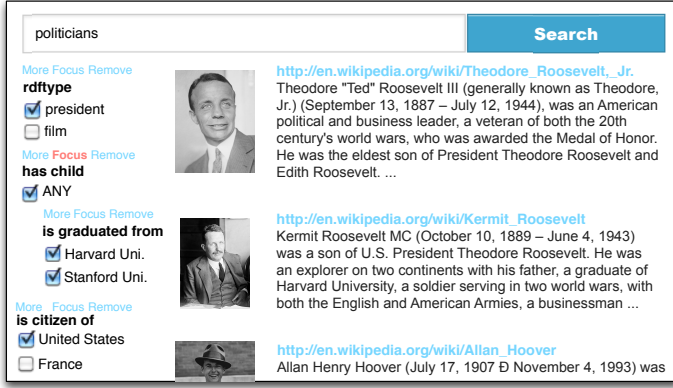 politicians
Search
More Focus Remove
rdftype
president
film
More Focus Remove
has child
ANY
More Focus Remove
is graduated from
Harvard Uni.
Stanford Uni.
More Focus Remove
is citizen of
United States
France
http://en.wikipedia.org/wiki/Theodore_Roosevelt,_Jr.
Theodore "Ted" Roosevelt III (generally known as Theodore,
Jr.) (September 13, 1887 – July 12, 1944), was an American
political and business leader, a veteran of both the 20th
century's world wars, who was awarded the Medal of Honor.
He was the eldest son of President Theodore Roosevelt and
Edith Roosevelt. ...
http://en.wikipedia.org/wiki/Kermit_Roosevelt
Kermit Roosevelt MC (October 10, 1889 – June 4, 1943)
was a son of U.S. President Theodore Roosevelt. He was
an explorer on two continents with his father, a graduate of
Harvard University, a soldier serving in two world wars, with
both the English and American Armies, a businessman ...
http://en.wikipedia.org/wiki/Allan_Hoover
Allan Henry Hoover (July 17, 1907 Ð November 4, 1993) was